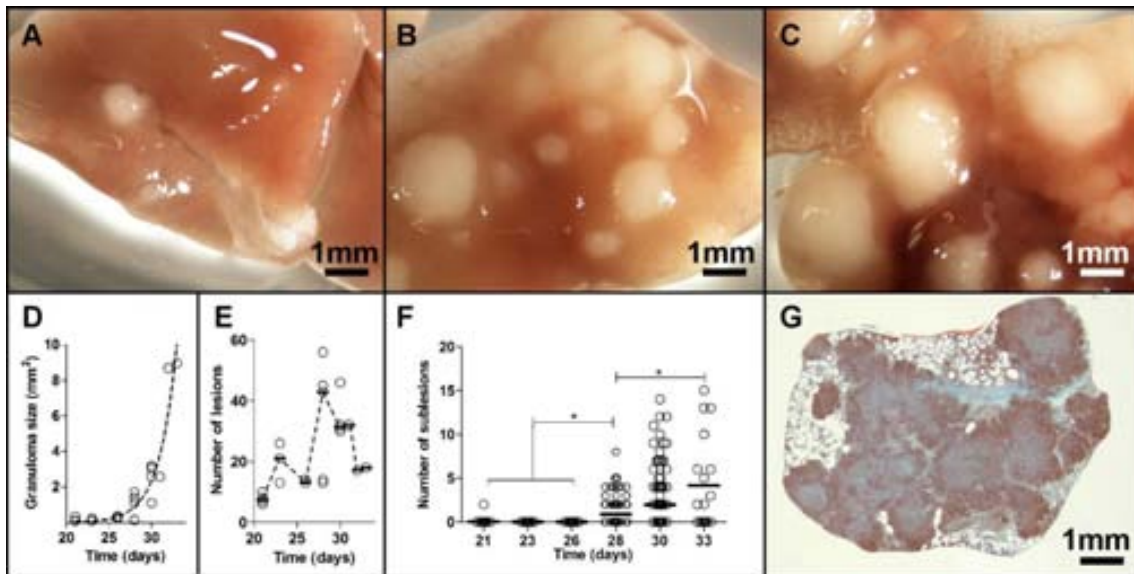 A
1mm
B
1mm
C
1mm
D
Granuloma size (mm²)
10
8
6
4
2
20
25
30
Time (days)
E
Number of lesions
60
40
20
0
20
25
30
Time (days)
F
Number of sublesions
20
15
10
5
0
*
*
21
23
26
28
30
33
Time (days)
G
1mm